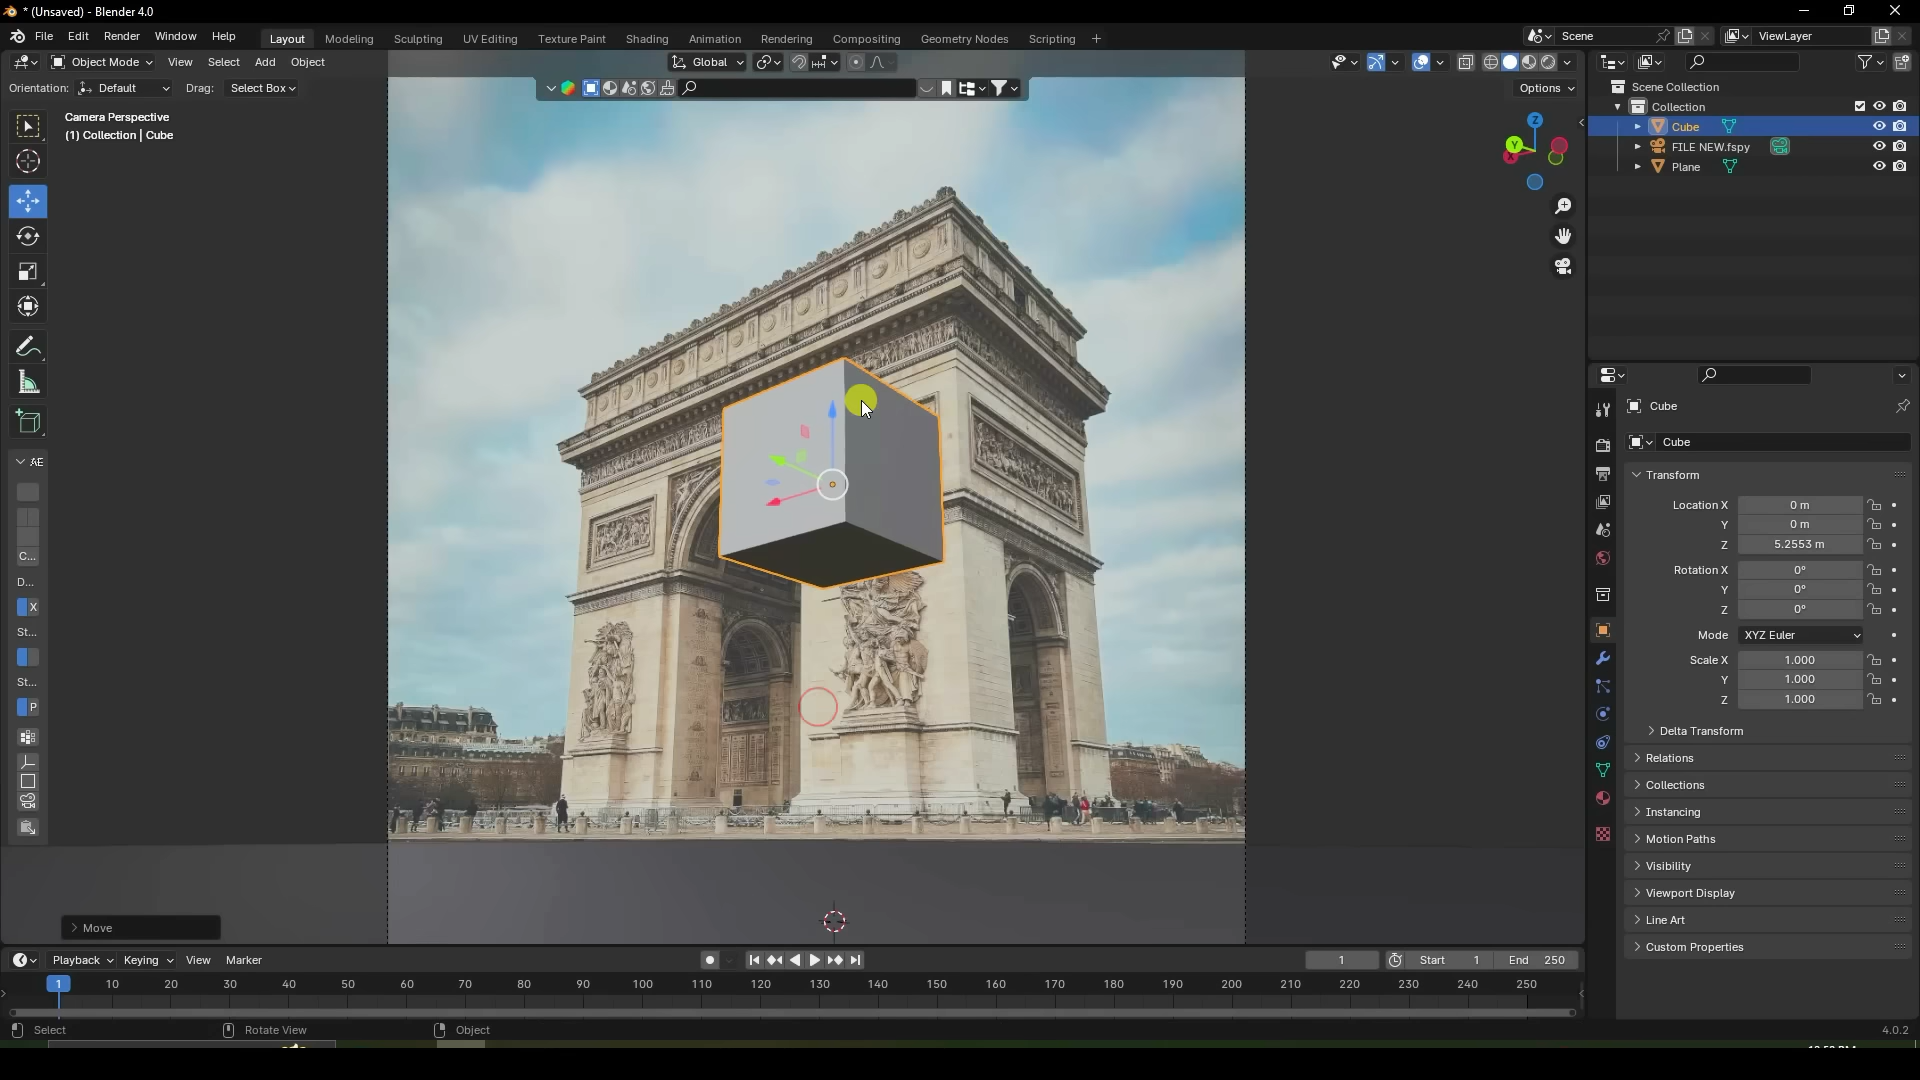 * (Unsaved) - Blender 4.0
File Edit Render Window Help
Layout Modeling Sculpting UV Editing Texture Paint Shading Animation Rendering Compositing Geometry Nodes Scripting +
Scene
ViewLayer
Object Mode View Select Add Object
Global
Orientation: Default Drag: Select Box
Options
Camera Perspective
(1) Collection | Cube
Z
Y
X
Scene Collection
Collection
Cube
FILE NEW.fspy
Plane
AE
C...
D...
X
St...
St...
P
Move
Cube
Cube
Transform
Location X 0 m
Y 0 m
Z 5.2553 m
Rotation X 0°
Y 0°
Z 0°
Mode XYZ Euler
Scale X 1.000
Y 1.000
Z 1.000
Delta Transform
Relations
Collections
Instancing
Motion Paths
Visibility
Viewport Display
Line Art
Custom Properties
Playback Keying View Marker
1 Start 1 End 250
1 10 20 30 40 50 60 70 80 90 100 110 120 130 140 150 160 170 180 190 200 210 220 230 240 250
Select Rotate View Object
4.0.2